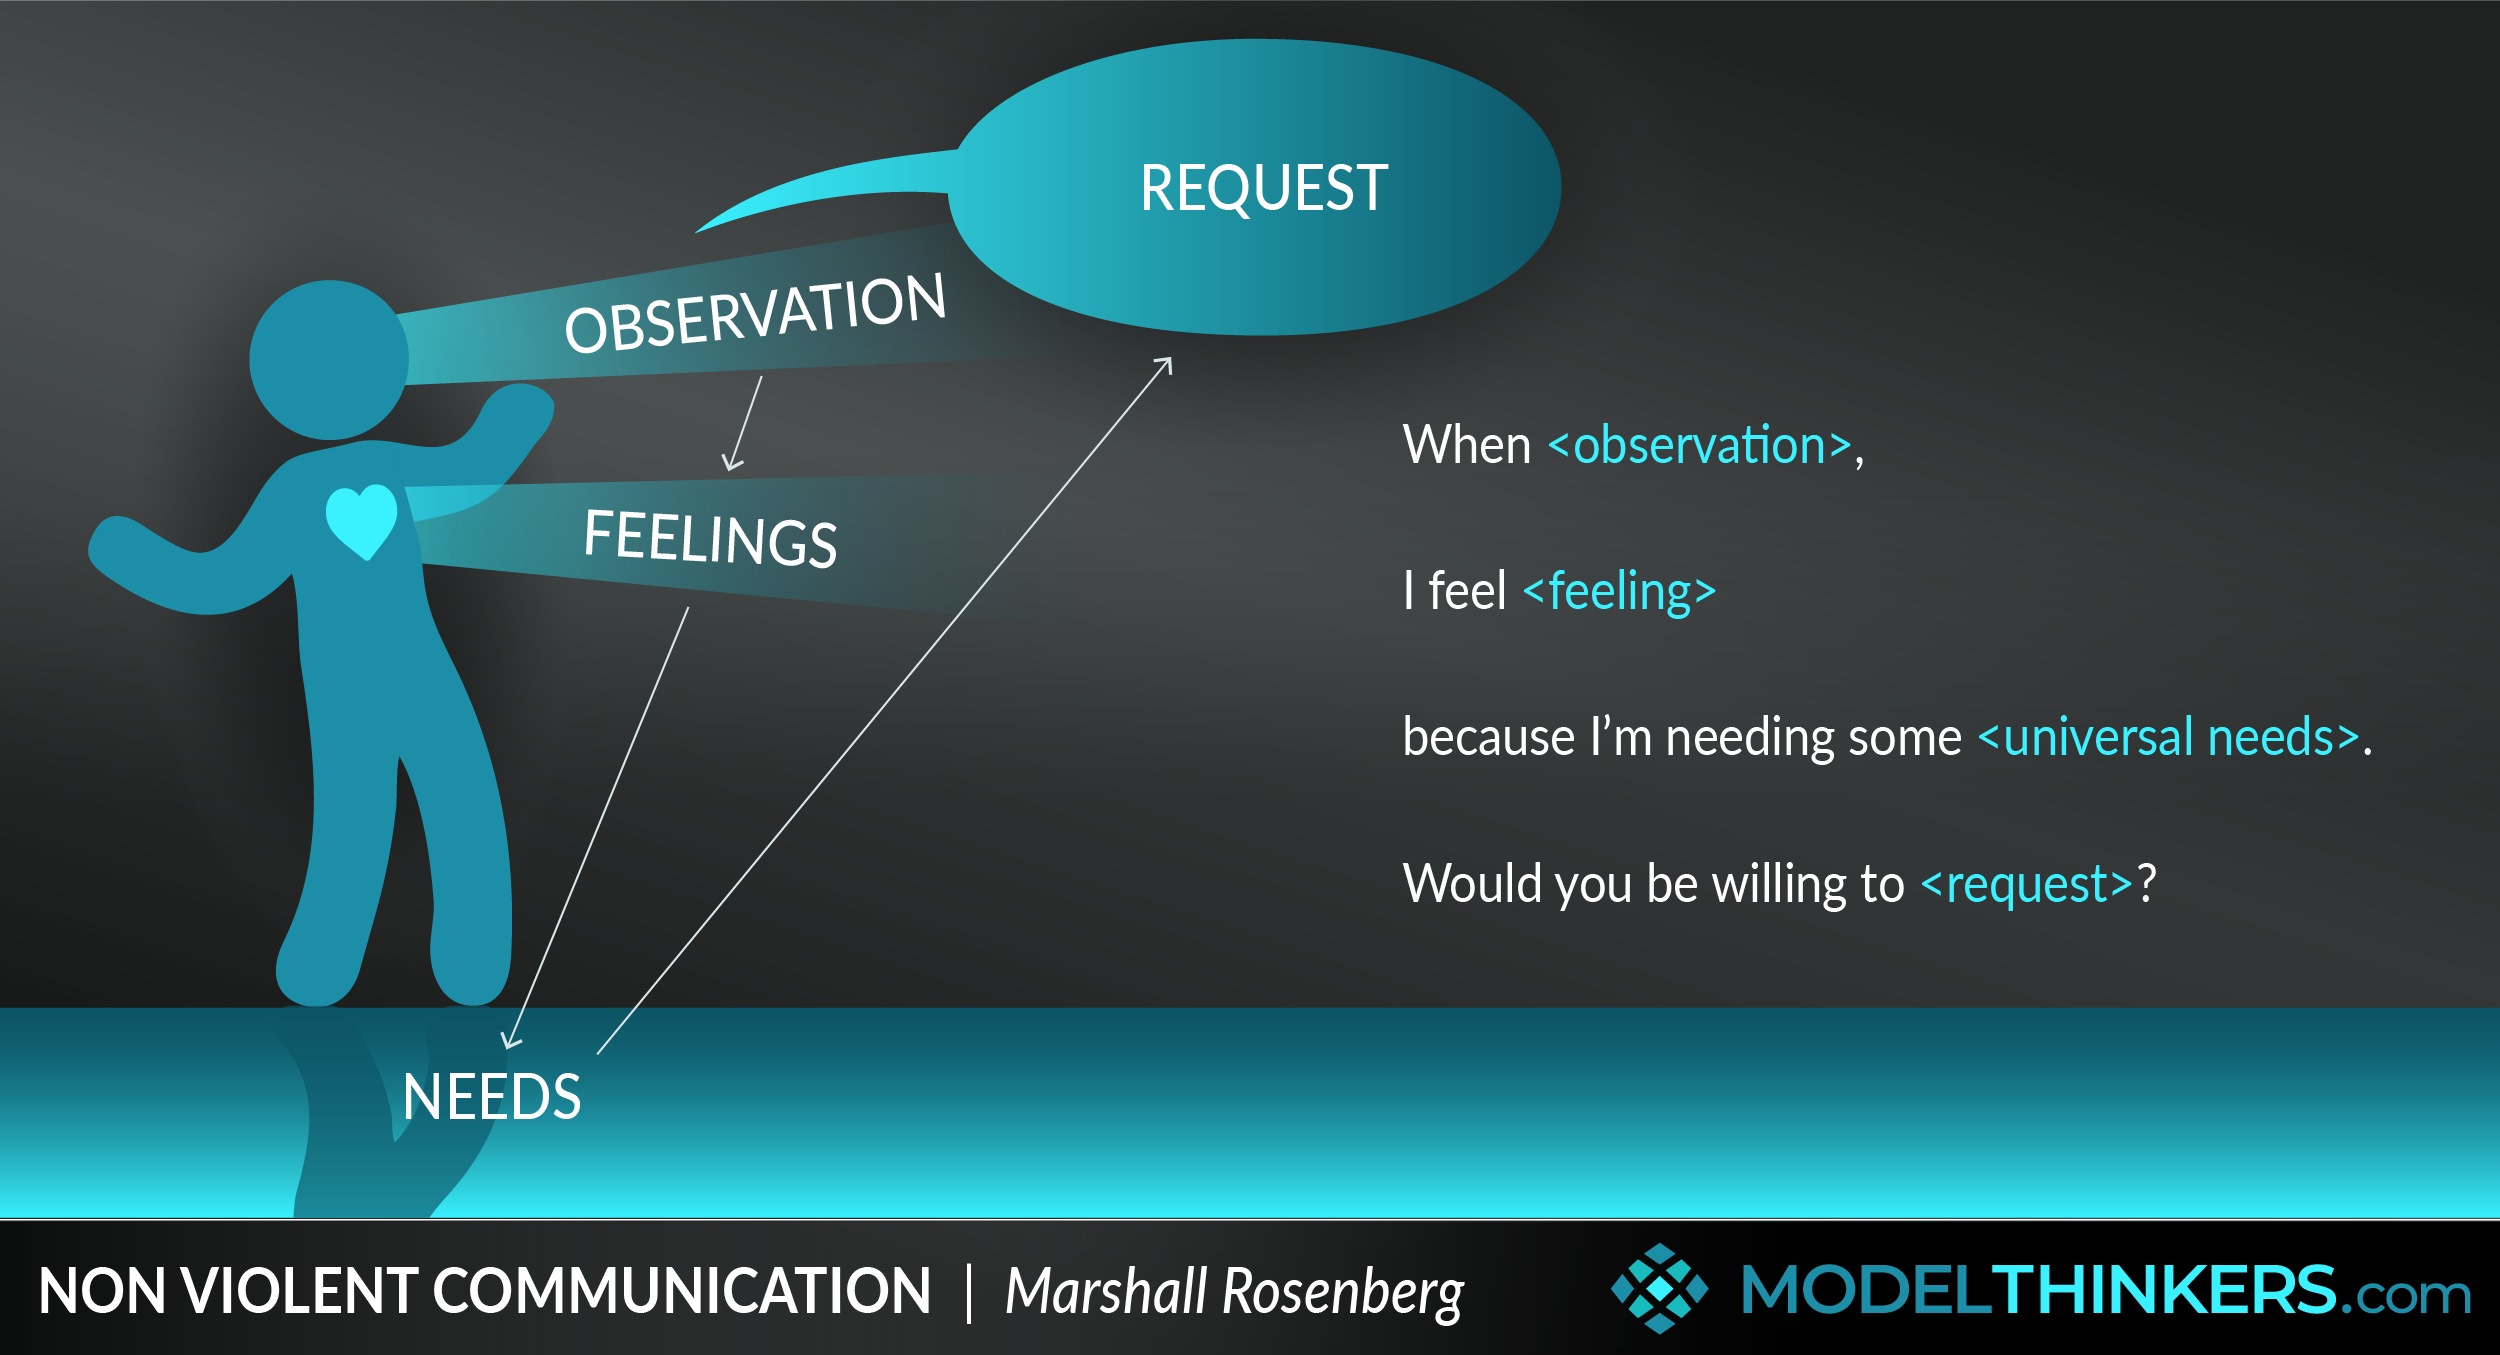 REQUEST
OBSERVATION
FEELINGS
NEEDS
When <observation>,
I feel <feeling>
because I'm needing some <universal needs>.
Would you be willing to <request>?
NON VIOLENT COMMUNICATION | Marshall Rosenberg
MODELTHINKERS.com